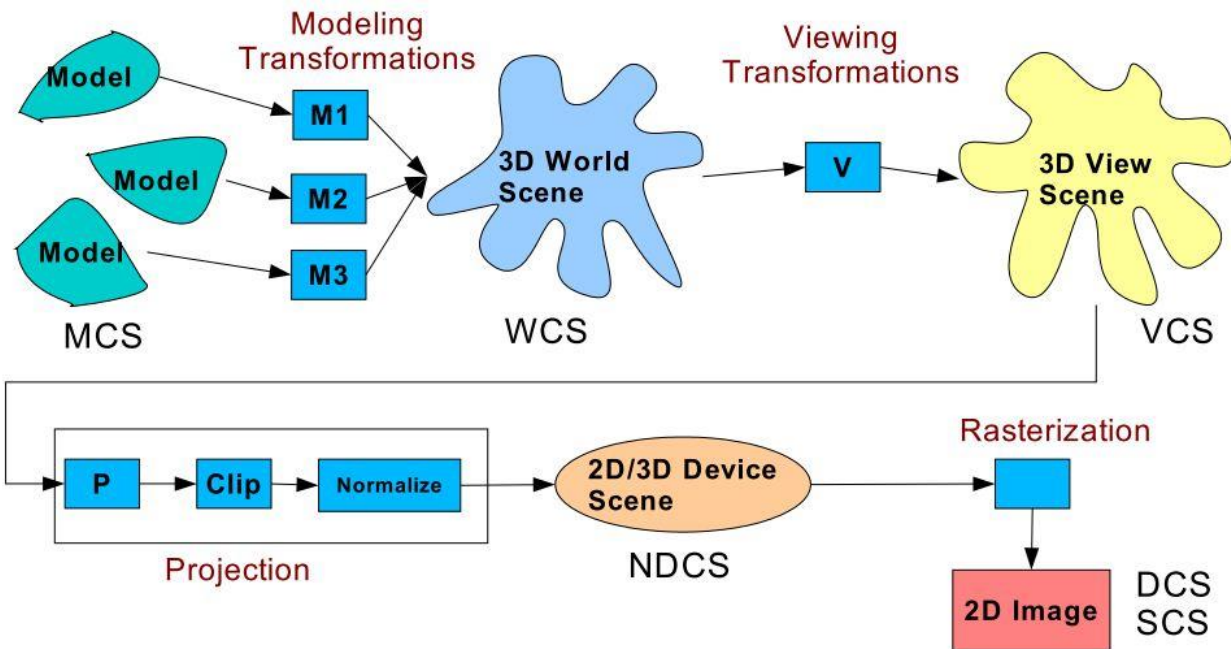 Modeling
Transformations
Viewing
Transformations
Model
M1
Model
M2
Model
M3
3D World
Scene
V
3D View
Scene
MCS
WCS
VCS
P
Clip
Normalize
Projection
2D/3D Device
Scene
NDCS
Rasterization
2D Image
DCS
SCS